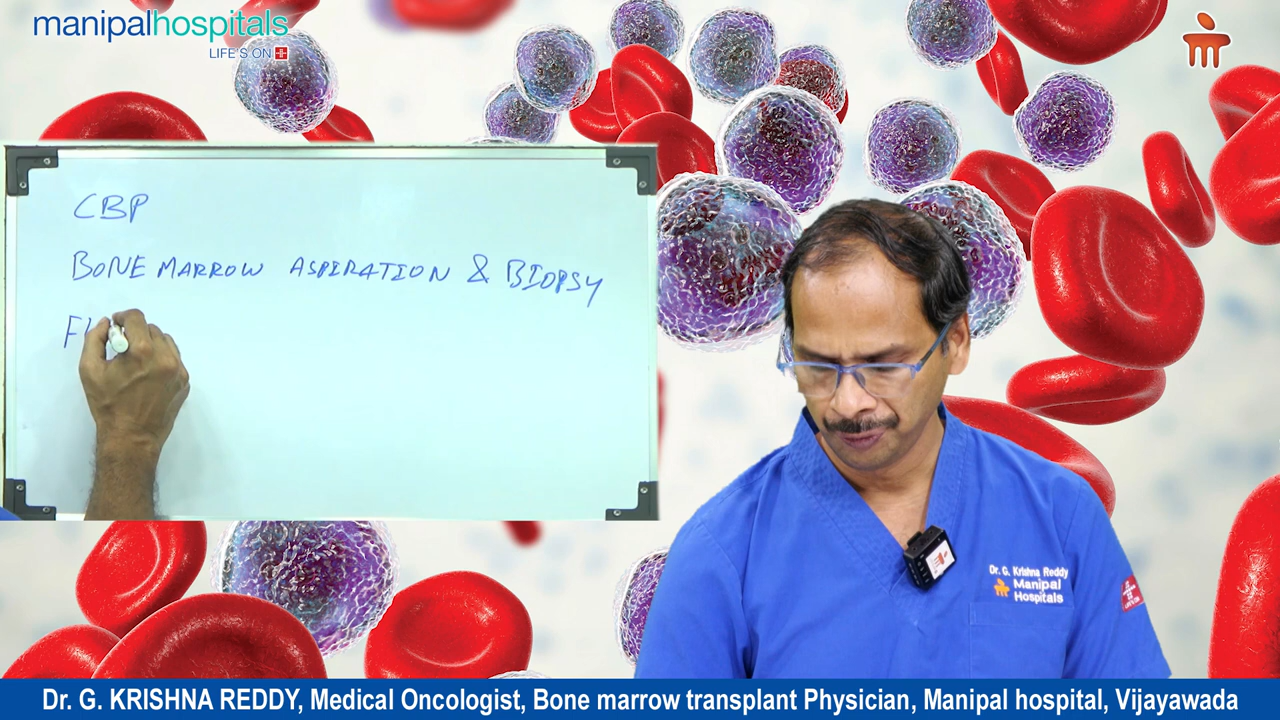 manipalhospitals
LIFE'S ON
CBP
BONE MARROW ASPIRATION & BIOPSY
Dr. G. Krishna Reddy
Manipal
Hospitals
Dr. G. KRISHNA REDDY, Medical Oncologist, Bone marrow transplant Physician, Manipal hospital, Vijayawada